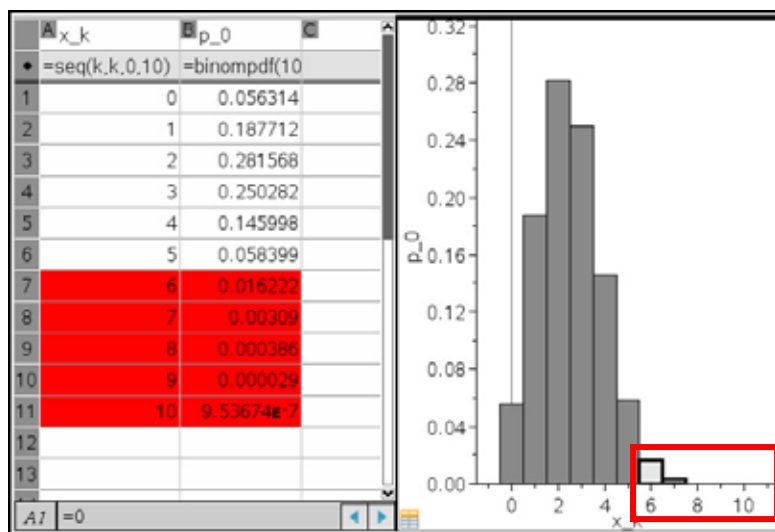 A x_k B p_0 C
◆ =seq(k,k,0,10) =binompdf(10
1 0 0.056314
2 1 0.187712
3 2 0.281568
4 3 0.250282
5 4 0.145998
6 5 0.058399
7 6 0.016222
8 7 0.00309
9 8 0.000386
10 9 0.000029
11 10 9.53674ᴇ-7
12
13
A1 =0
0.32
0.28
0.24
0.20
0.16
0.12
0.08
0.04
0.00
p_0
0 2 4 6 8 10
x_k